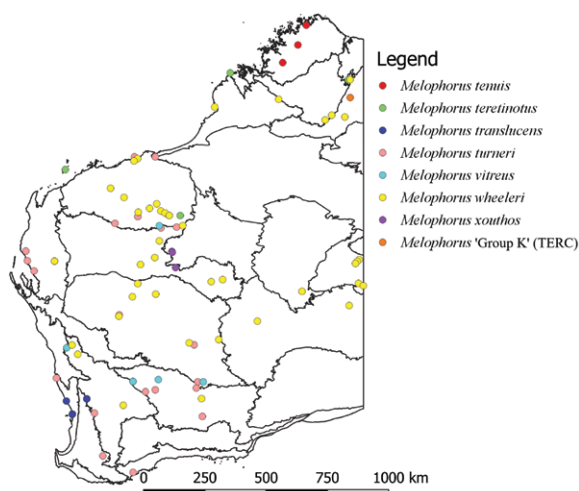 Legend
Melophorus tenuis
Melophorus teretinotus
Melophorus translucens
Melophorus turneri
Melophorus vitreus
Melophorus wheeleri
Melophorus xouthos
Melophorus 'Group K' (TERC)
0 250 500 1000 km